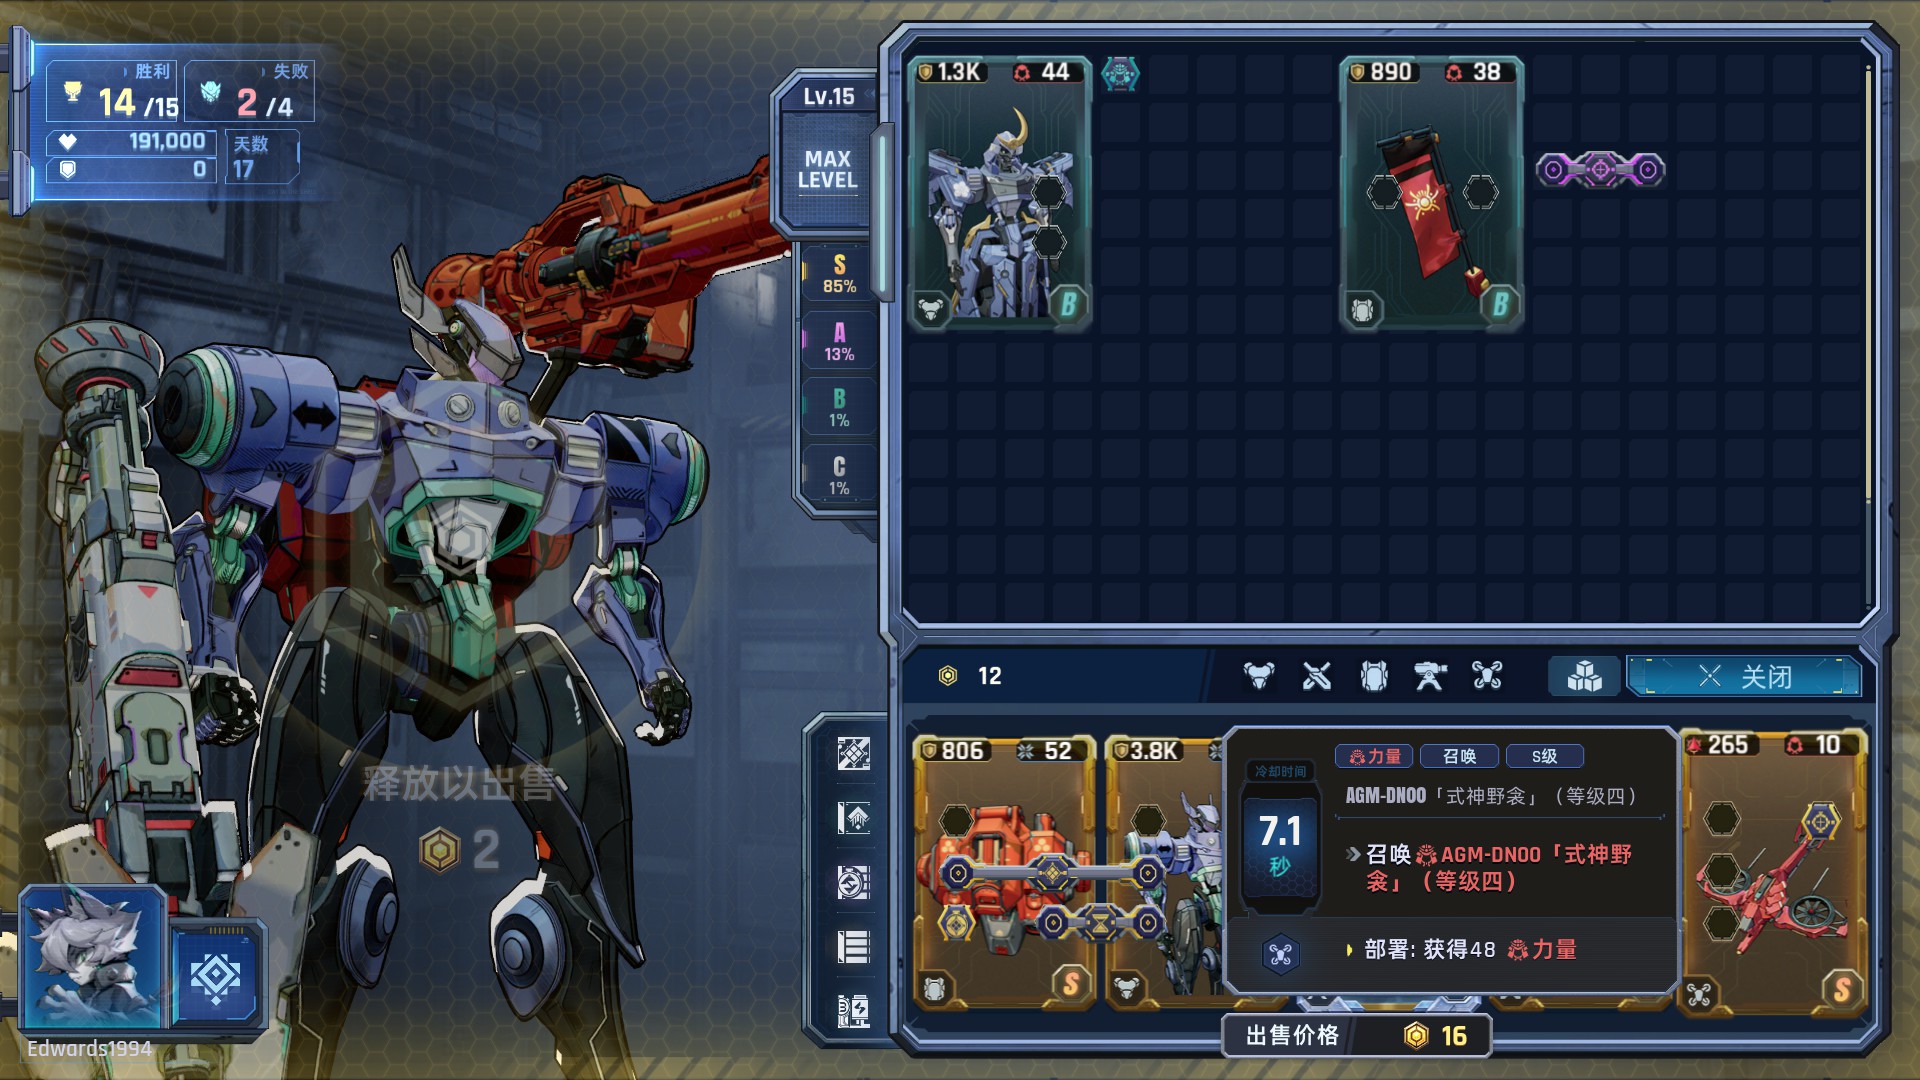 胜利
14 /15
失败
2 /4
191,000
0
天数
17
Lv.15
MAX
LEVEL
S
85%
A
13%
B
1%
C
1%
1.3K
44
B
890
38
B
12
关闭
释放以出售
2
806
52
S
3.8K
冷却时间
7.1
秒
力量
召唤
S级
AGM-DN00「式神野衾」（等级四）
召唤 AGM-DN00「式神野
衾」（等级四）
部署: 获得48 力量
265
10
S
出售价格
16
Edwards1994